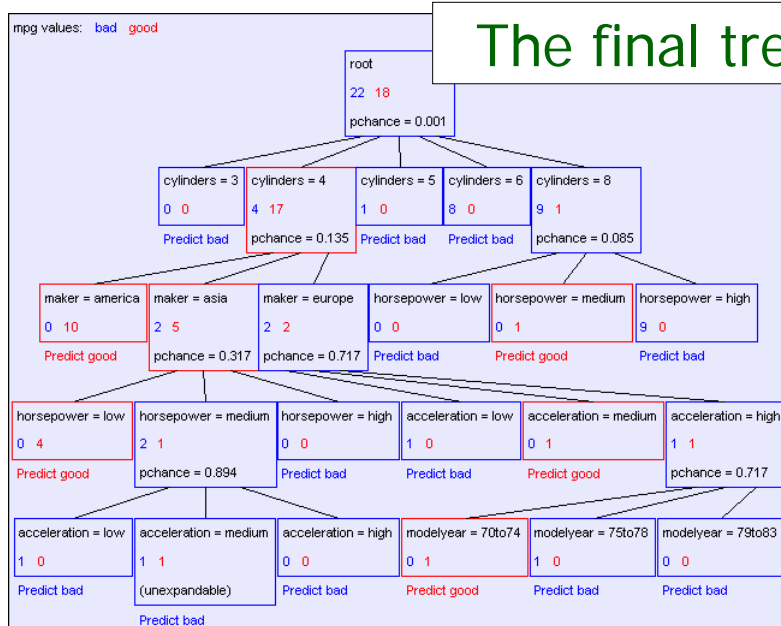 mpg values: bad good
The final tre
root
22 18
pchance = 0.001
cylinders = 3
0 0
Predict bad
cylinders = 4
4 17
pchance = 0.135
cylinders = 5
1 0
Predict bad
cylinders = 6
8 0
Predict bad
cylinders = 8
9 1
pchance = 0.085
maker = america
0 10
Predict good
maker = asia
2 5
pchance = 0.317
maker = europe
2 2
pchance = 0.717
horsepower = low
0 0
Predict bad
horsepower = medium
0 1
Predict good
horsepower = high
9 0
Predict bad
horsepower = low
0 4
Predict good
horsepower = medium
2 1
pchance = 0.894
horsepower = high
0 0
Predict bad
acceleration = low
1 0
Predict bad
acceleration = medium
0 1
Predict good
acceleration = high
1 1
pchance = 0.717
acceleration = low
1 0
Predict bad
acceleration = medium
1 1
(unexpandable)
Predict bad
acceleration = high
0 0
Predict bad
modelyear = 70to74
0 1
Predict good
modelyear = 75to78
1 0
Predict bad
modelyear = 79to83
0 0
Predict bad